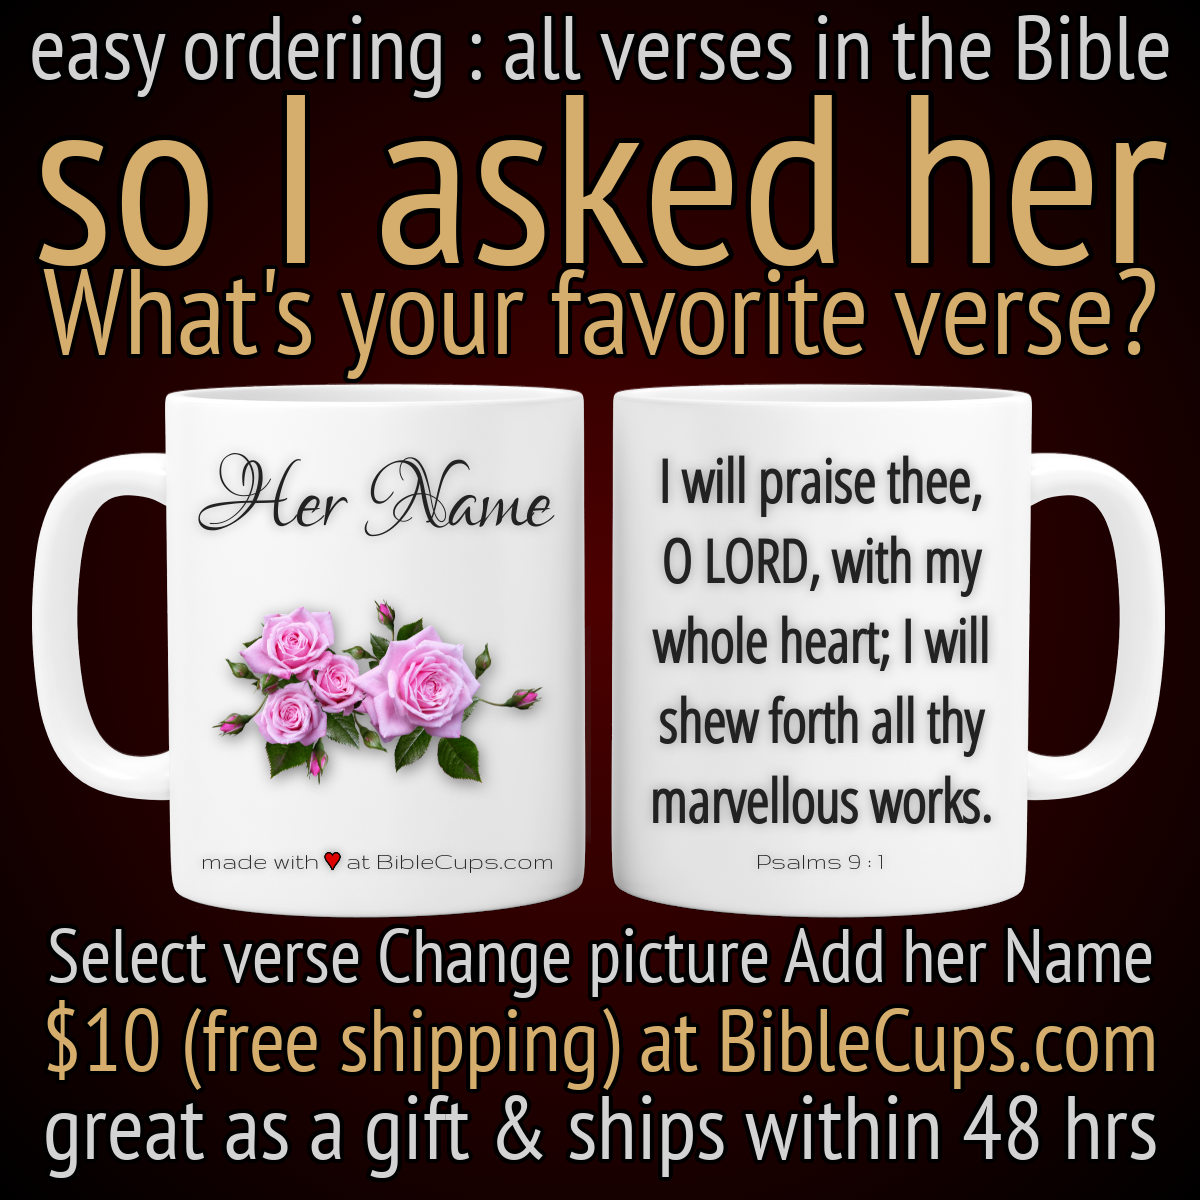 easy ordering : all verses in the Bible
so I asked her
What's your favorite verse?
Her Name
made with ♥ at BibleCups.com
I will praise thee,
O LORD, with my
whole heart; I will
shew forth all thy
marvellous works.
Psalms 9 : 1
Select verse Change picture Add her Name
$10 (free shipping) at BibleCups.com
great as a gift & ships within 48 hrs